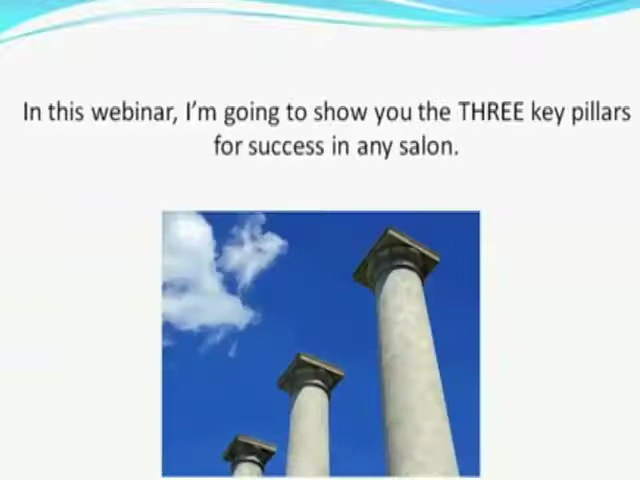 In this webinar, I'm going to show you the THREE key pillars
for success in any salon.